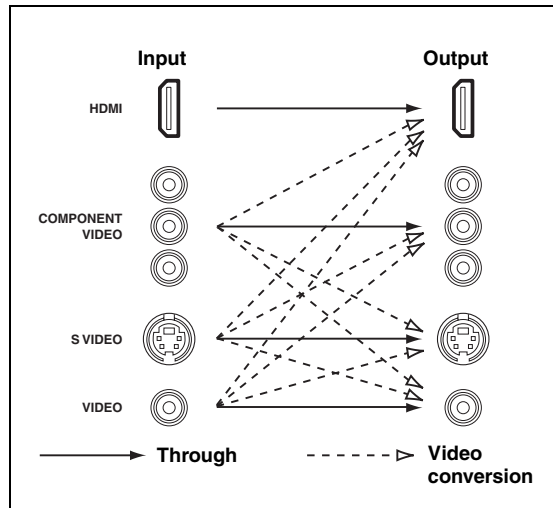 Input Output
HDMI
COMPONENT
VIDEO
S VIDEO
VIDEO
Through
Video
conversion